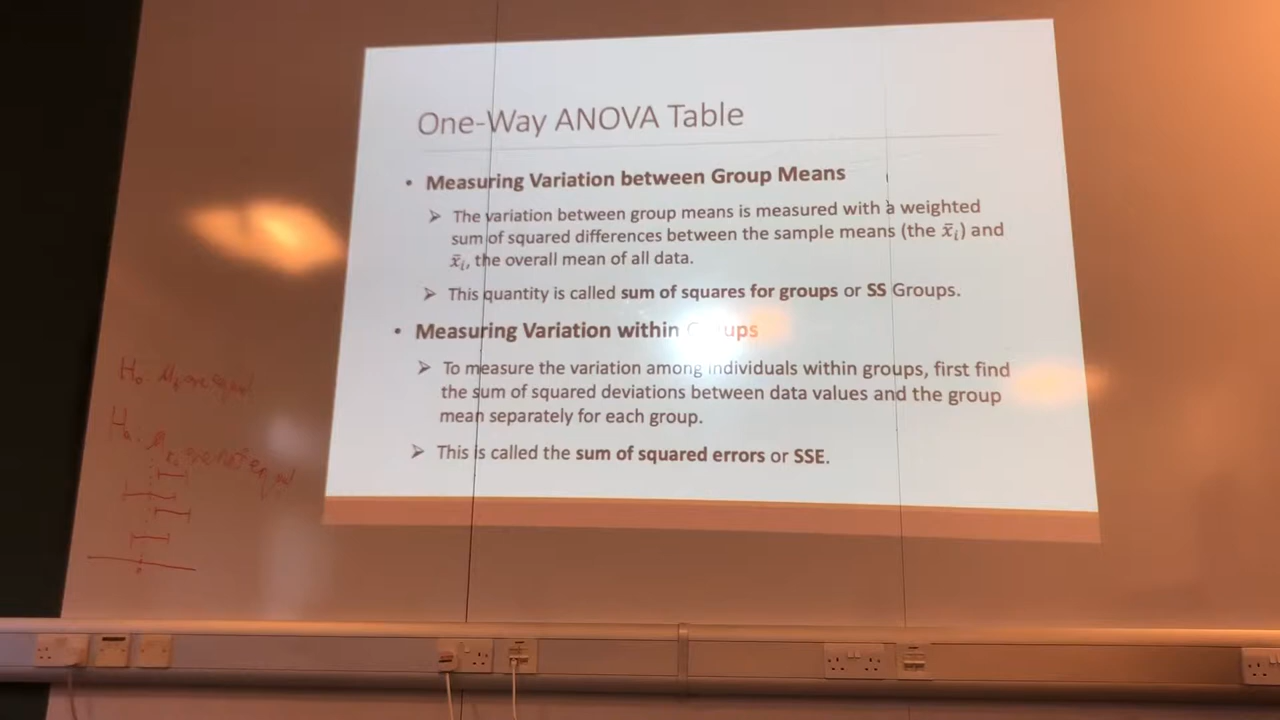 One-Way ANOVA Table
• Measuring Variation between Group Means
➢ The variation between group means is measured with a weighted
sum of squared differences between the sample means (the x̄ᵢ) and
x̄ᵢ, the overall mean of all data.
➢ This quantity is called sum of squares for groups or SS Groups.
• Measuring Variation within Groups
➢ To measure the variation among individuals within groups, first find
the sum of squared deviations between data values and the group
mean separately for each group.
➢ This is called the sum of squared errors or SSE.
H₀:
Hₐ: